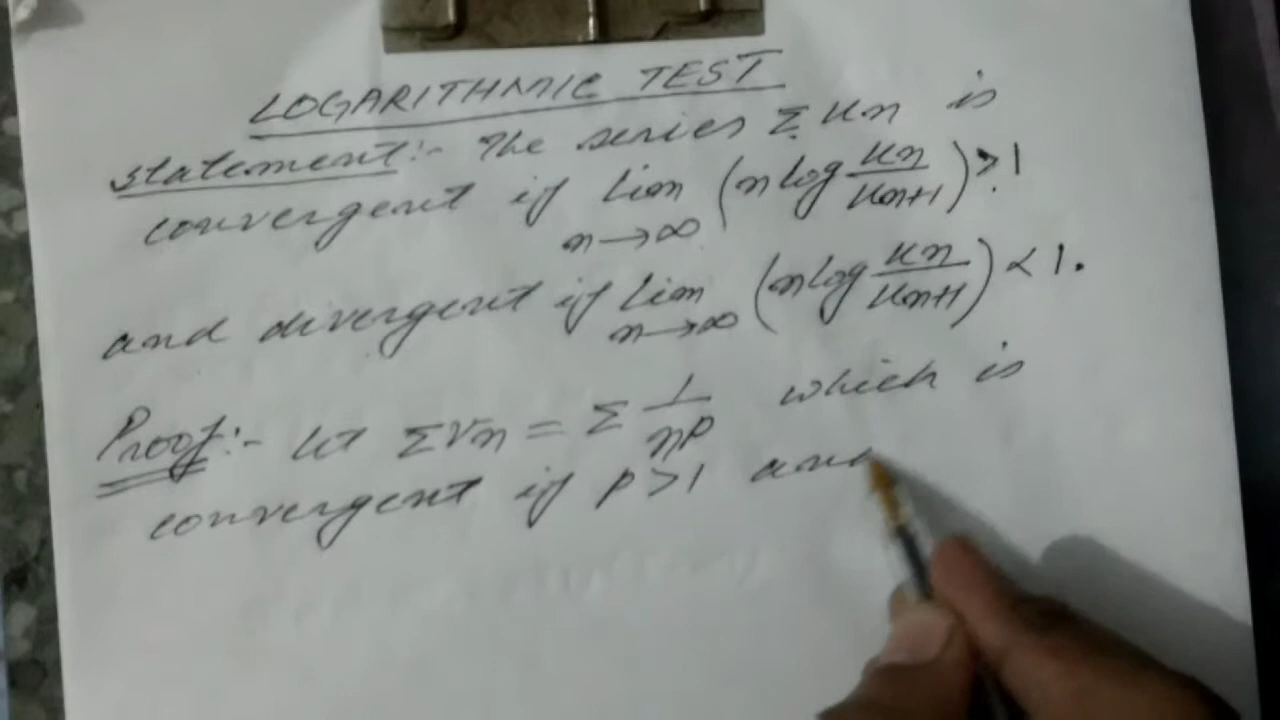 LOGARITHMIC TEST
statement:- The series Σ un is
convergent if lim n→∞ (n log un/un+1) > 1
and divergent if lim n→∞ (n log un/un+1) < 1.
Proof:- let Σvn = Σ 1/n^p which is
convergent if p>1 and